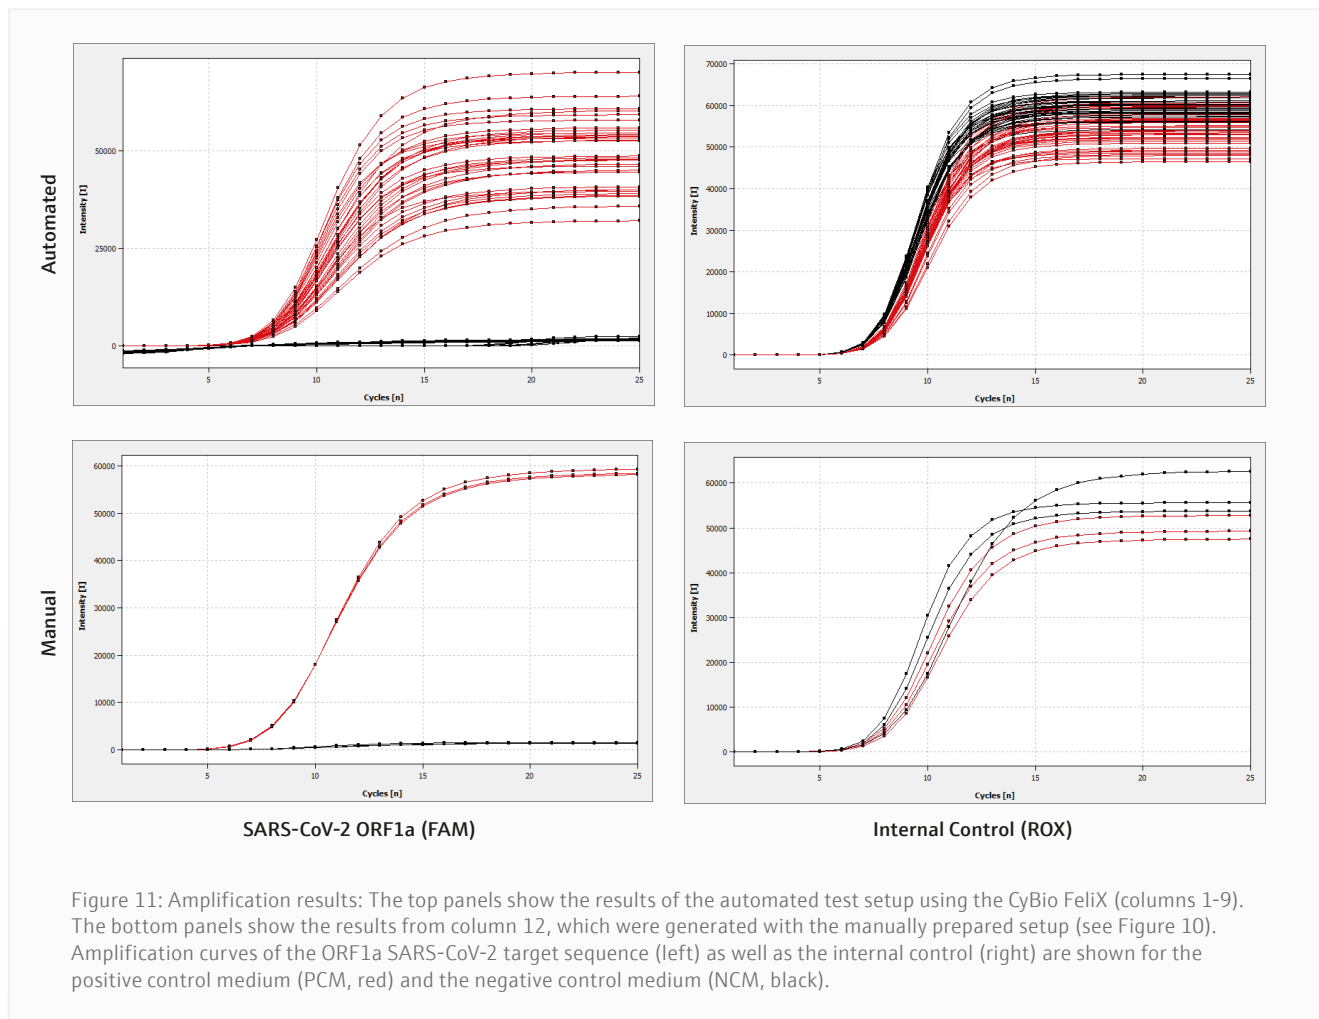 Automated
Intensity [I]
50000
25000
0
5 10 15 20 25
Cycles [n]
Intensity [I]
70000
60000
50000
40000
30000
20000
10000
0
5 10 15 20 25
Cycles [n]
Manual
Intensity [I]
60000
50000
40000
30000
20000
10000
0
5 10 15 20 25
Cycles [n]
Intensity [I]
60000
50000
40000
30000
20000
10000
0
5 10 15 20 25
Cycles [n]
SARS-CoV-2 ORF1a (FAM)
Internal Control (ROX)
Figure 11: Amplification results: The top panels show the results of the automated test setup using the CyBio FeliX (columns 1-9).
The bottom panels show the results from column 12, which were generated with the manually prepared setup (see Figure 10).
Amplification curves of the ORF1a SARS-CoV-2 target sequence (left) as well as the internal control (right) are shown for the
positive control medium (PCM, red) and the negative control medium (NCM, black).